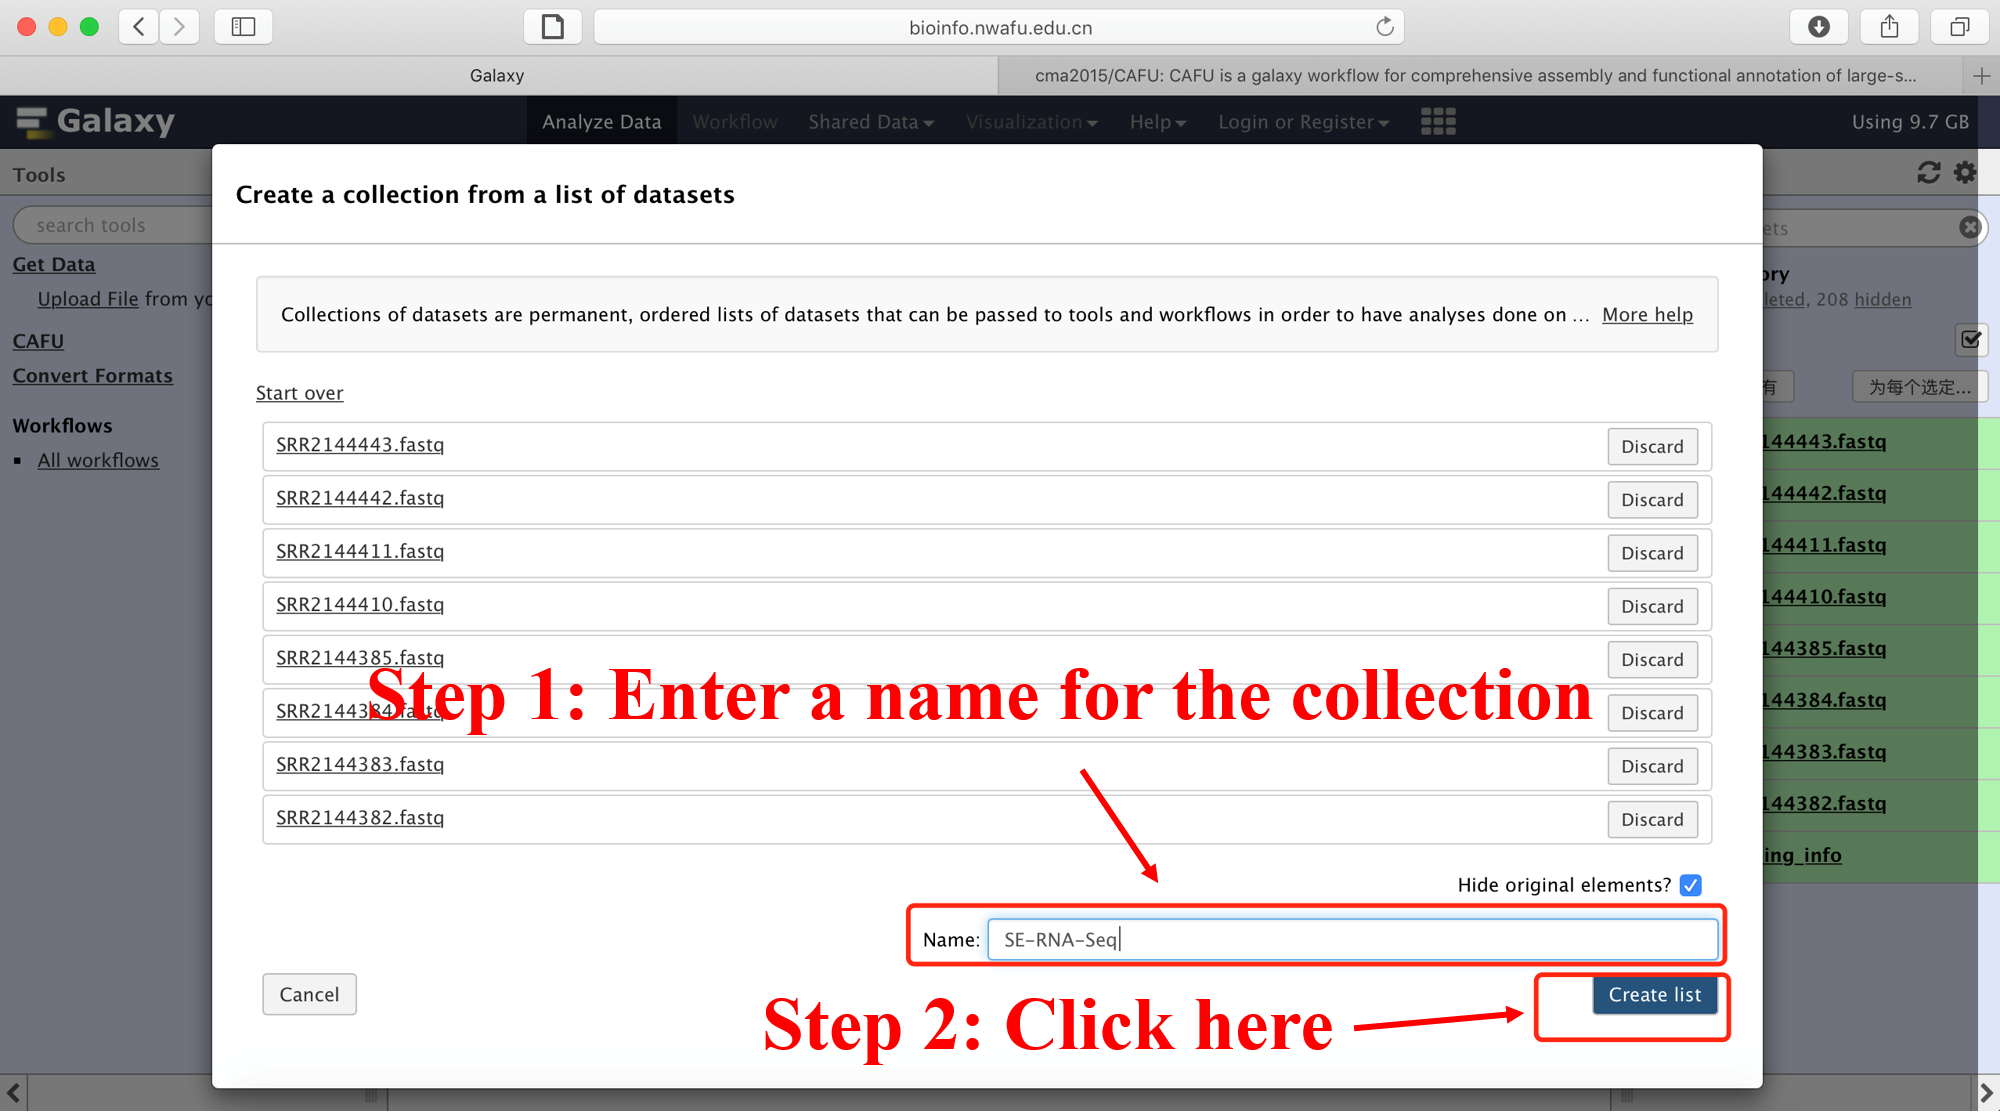 bioinfo.nwafu.edu.cn
Galaxy
cma2015/CAFU: CAFU is a galaxy workflow for comprehensive assembly and functional annotation of large-s...
Galaxy
Analyze Data
Workflow
Shared Data
Visualization
Help
Login or Register
Using 9.7 GB
Tools
search tools
Get Data
Upload File from yo
CAFU
Convert Formats
Workflows
All workflows
Create a collection from a list of datasets
Collections of datasets are permanent, ordered lists of datasets that can be passed to tools and workflows in order to have analyses done on ... More help
Start over
SRR2144443.fastq Discard
SRR2144442.fastq Discard
SRR2144411.fastq Discard
SRR2144410.fastq Discard
SRR2144385.fastq Discard
SRR2144384.fastq Discard
SRR2144383.fastq Discard
SRR2144382.fastq Discard
Step 1: Enter a name for the collection
Hide original elements?
Name: SE-RNA-Seq
Cancel
Create list
Step 2: Click here
ets
ory
leted, 208 hidden
有
为每个选定...
144443.fastq
144442.fastq
144411.fastq
144410.fastq
144385.fastq
144384.fastq
144383.fastq
144382.fastq
ing_info